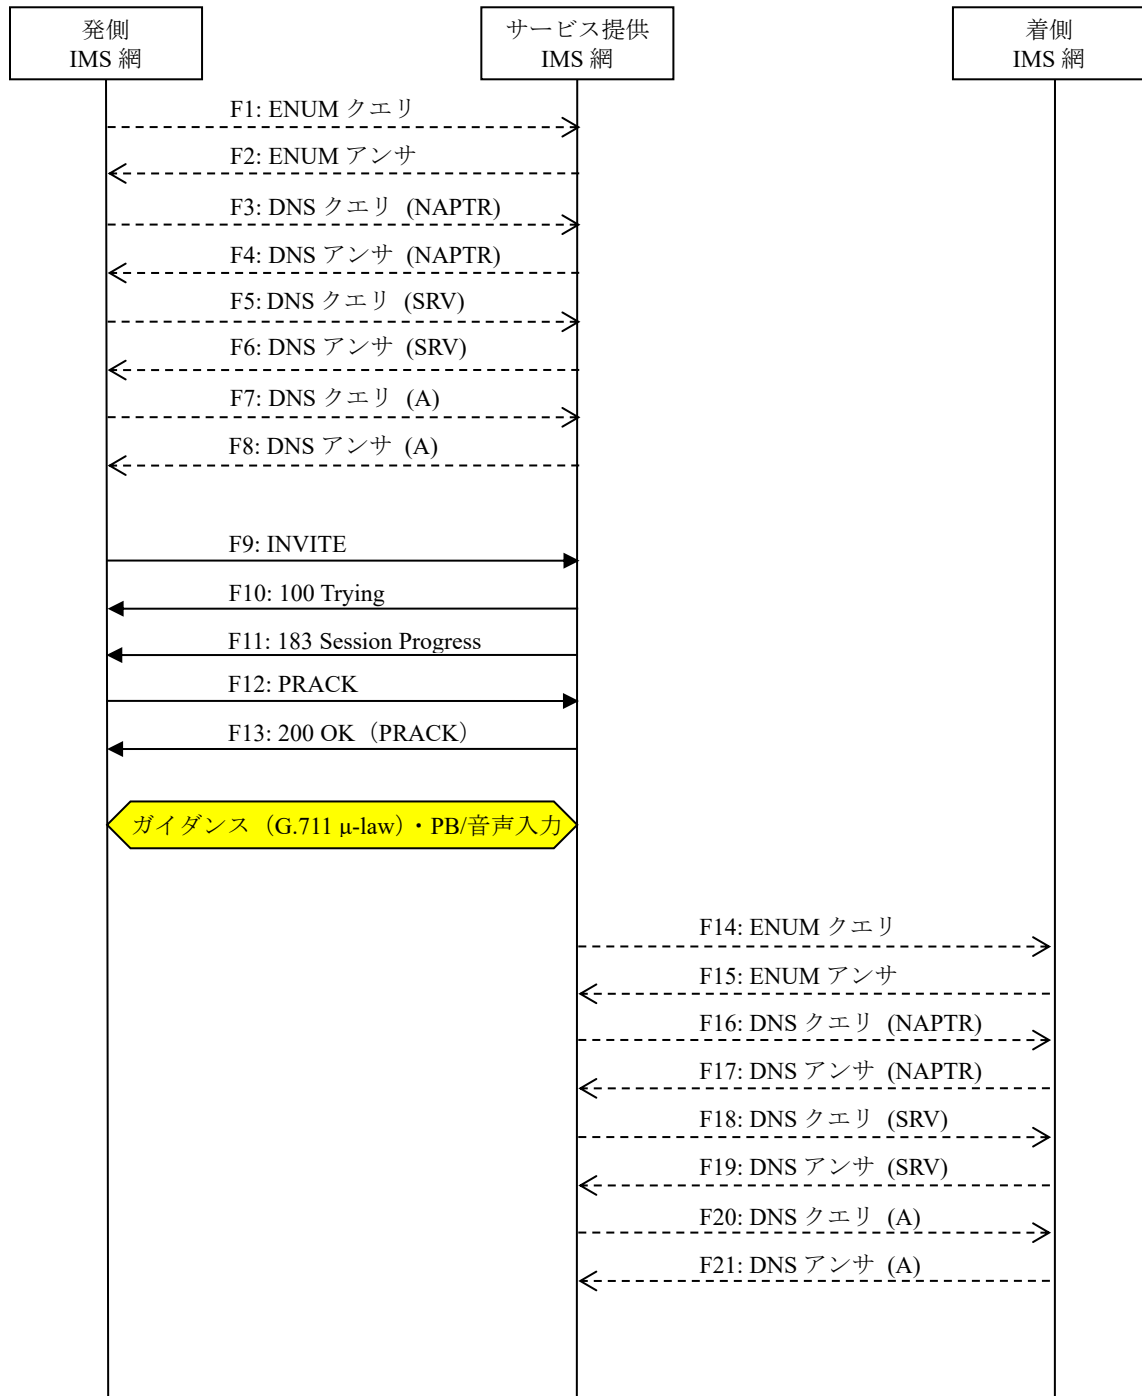 発側
IMS 網
サービス提供
IMS 網
着側
IMS 網
F1: ENUM クエリ
F2: ENUM アンサ
F3: DNS クエリ (NAPTR)
F4: DNS アンサ (NAPTR)
F5: DNS クエリ (SRV)
F6: DNS アンサ (SRV)
F7: DNS クエリ (A)
F8: DNS アンサ (A)
F9: INVITE
F10: 100 Trying
F11: 183 Session Progress
F12: PRACK
F13: 200 OK（PRACK）
ガイダンス（G.711 μ-law）・PB/音声入力
F14: ENUM クエリ
F15: ENUM アンサ
F16: DNS クエリ (NAPTR)
F17: DNS アンサ (NAPTR)
F18: DNS クエリ (SRV)
F19: DNS アンサ (SRV)
F20: DNS クエリ (A)
F21: DNS アンサ (A)